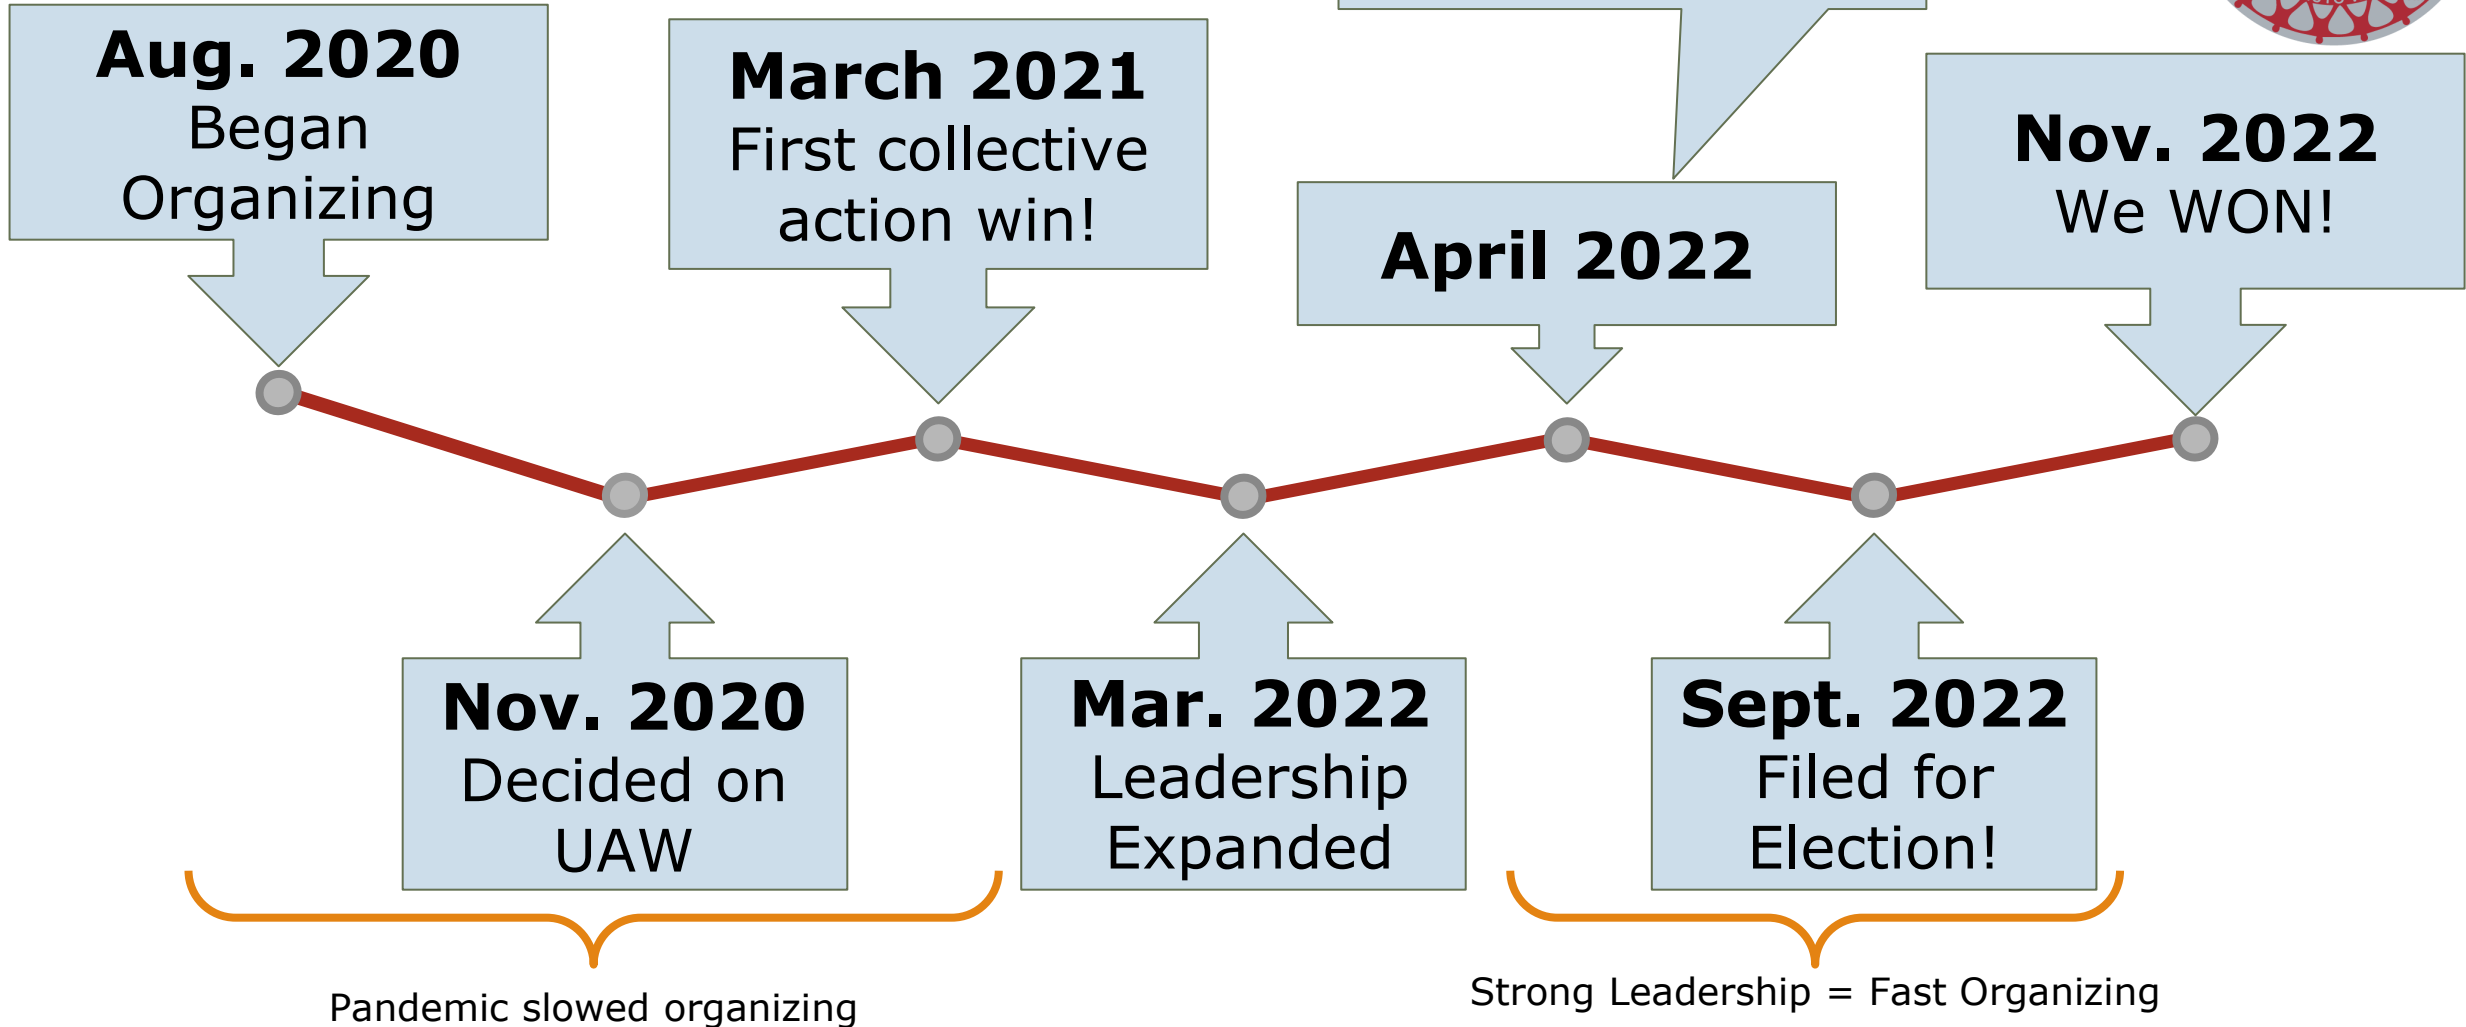 Aug. 2020
Began
Organizing
March 2021
First collective
action win!
April 2022
Nov. 2022
We WON!
Nov. 2020
Decided on
UAW
Mar. 2022
Leadership
Expanded
Sept. 2022
Filed for
Election!
Pandemic slowed organizing
Strong Leadership = Fast Organizing